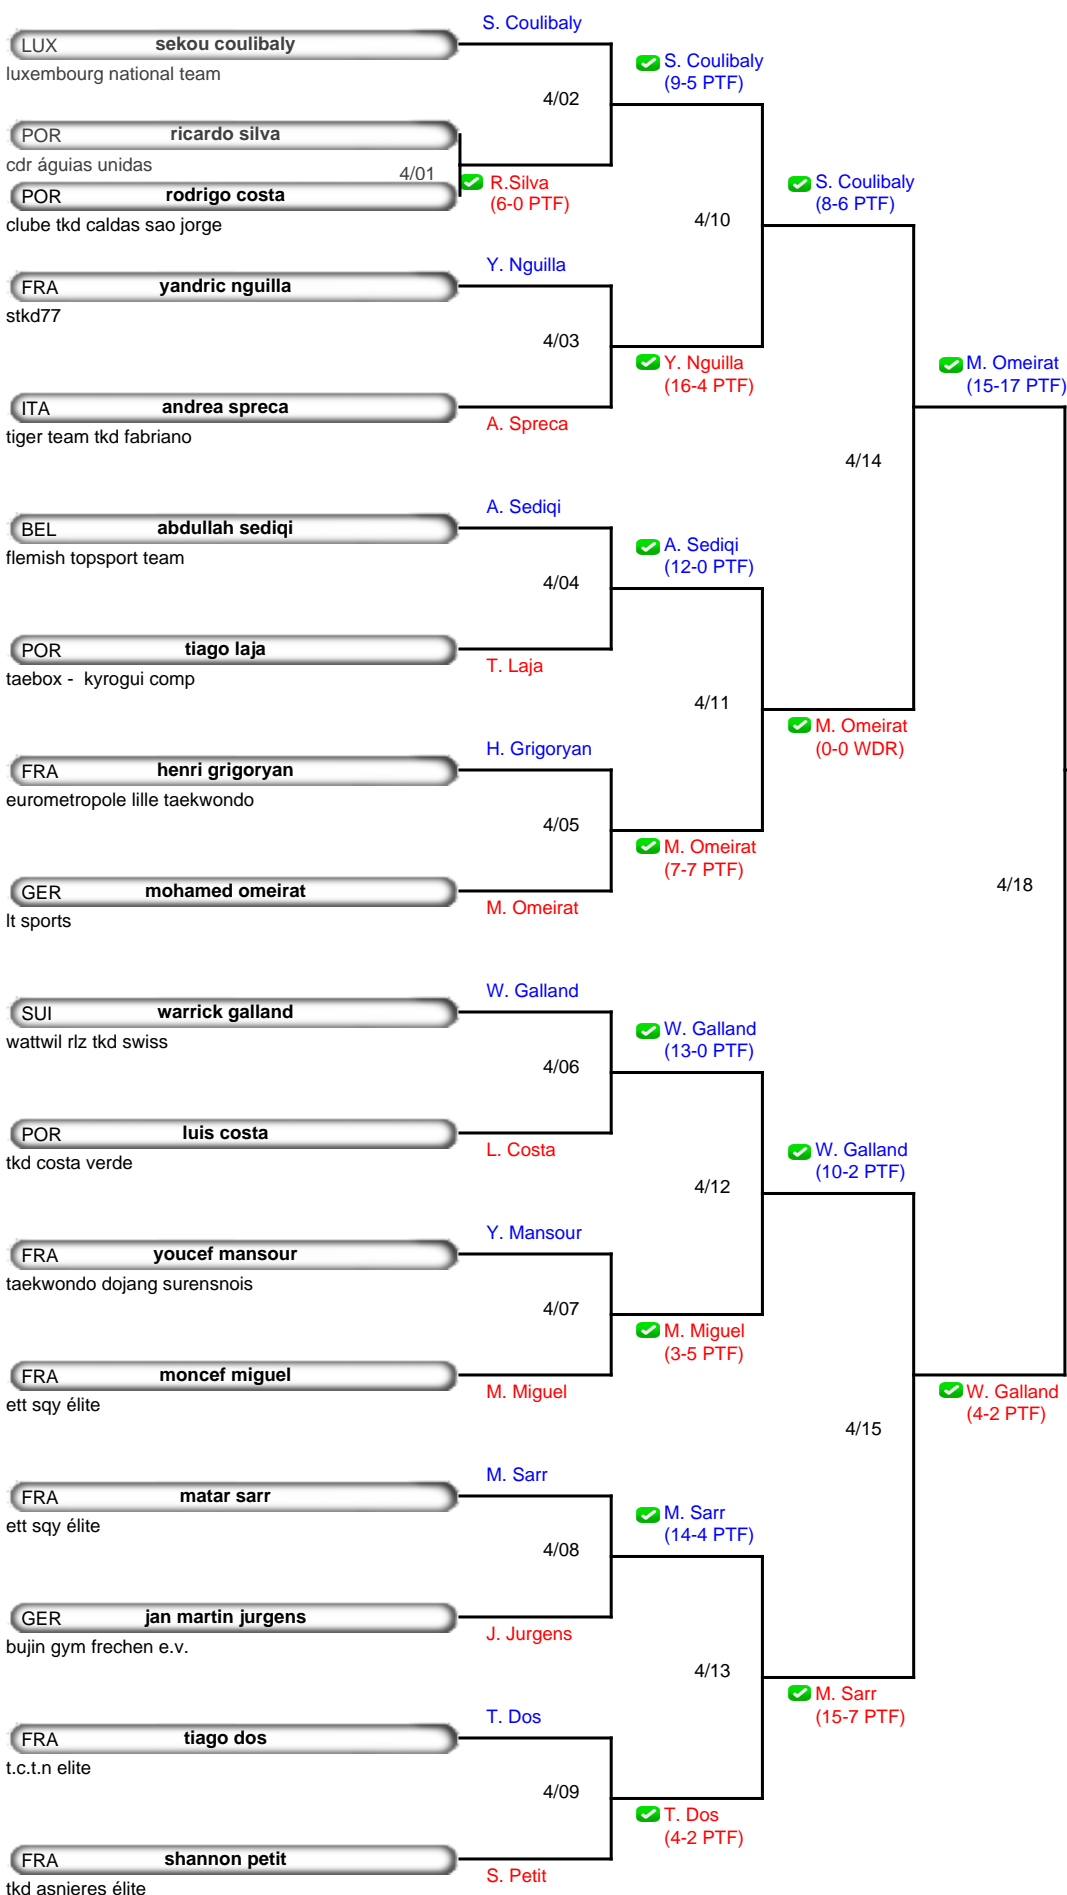 S. Coulibaly
LUX sekou coulibaly
luxembourg national team
S. Coulibaly
(9-5 PTF)
4/02
POR ricardo silva
cdr águias unidas
4/01
R.Silva
(6-0 PTF)
POR rodrigo costa
clube tkd caldas sao jorge
S. Coulibaly
(8-6 PTF)
4/10
Y. Nguilla
FRA yandric nguilla
stkd77
4/03
Y. Nguilla
(16-4 PTF)
M. Omeirat
(15-17 PTF)
ITA andrea spreca
A. Spreca
tiger team tkd fabriano
4/14
A. Sediqi
BEL abdullah sediqi
flemish topsport team
A. Sediqi
(12-0 PTF)
4/04
POR tiago laja
T. Laja
taebox - kyrogui comp
4/11
M. Omeirat
(0-0 WDR)
H. Grigoryan
FRA henri grigoryan
eurometropole lille taekwondo
4/05
M. Omeirat
(7-7 PTF)
4/18
GER mohamed omeirat
M. Omeirat
lt sports
W. Galland
SUI warrick galland
wattwil rlz tkd swiss
W. Galland
(13-0 PTF)
4/06
POR luis costa
L. Costa
tkd costa verde
W. Galland
(10-2 PTF)
4/12
Y. Mansour
FRA youcef mansour
taekwondo dojang surensnois
4/07
M. Miguel
(3-5 PTF)
FRA moncef miguel
M. Miguel
ett sqy élite
W. Galland
(4-2 PTF)
4/15
M. Sarr
FRA matar sarr
ett sqy élite
M. Sarr
(14-4 PTF)
4/08
GER jan martin jurgens
J. Jurgens
bujin gym frechen e.v.
4/13
M. Sarr
(15-7 PTF)
T. Dos
FRA tiago dos
t.c.t.n elite
4/09
T. Dos
(4-2 PTF)
FRA shannon petit
S. Petit
tkd asnieres élite